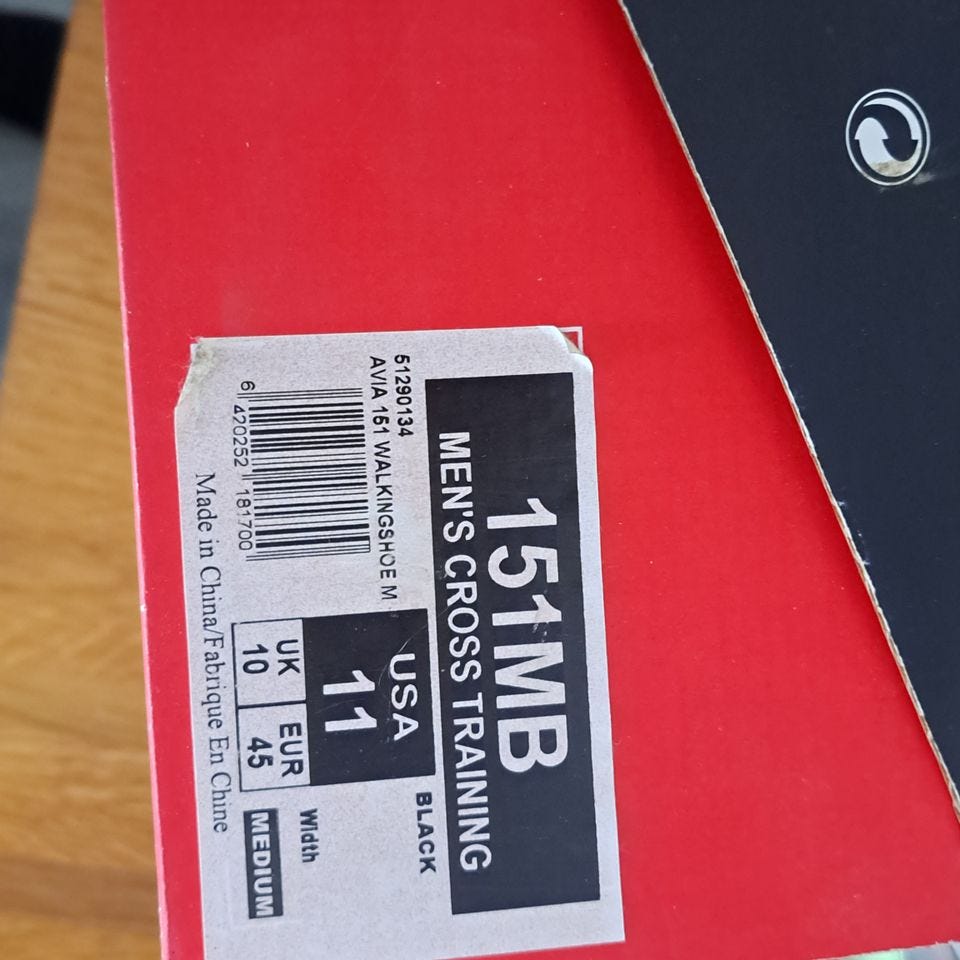 151MB
MEN'S CROSS TRAINING
51290134
AVIA 151 WALKINGSHOE M
6 420252 181700
BLACK
USA
11
UK EUR
10 45
Width
MEDIUM
Made in China/Fabrique En Chine